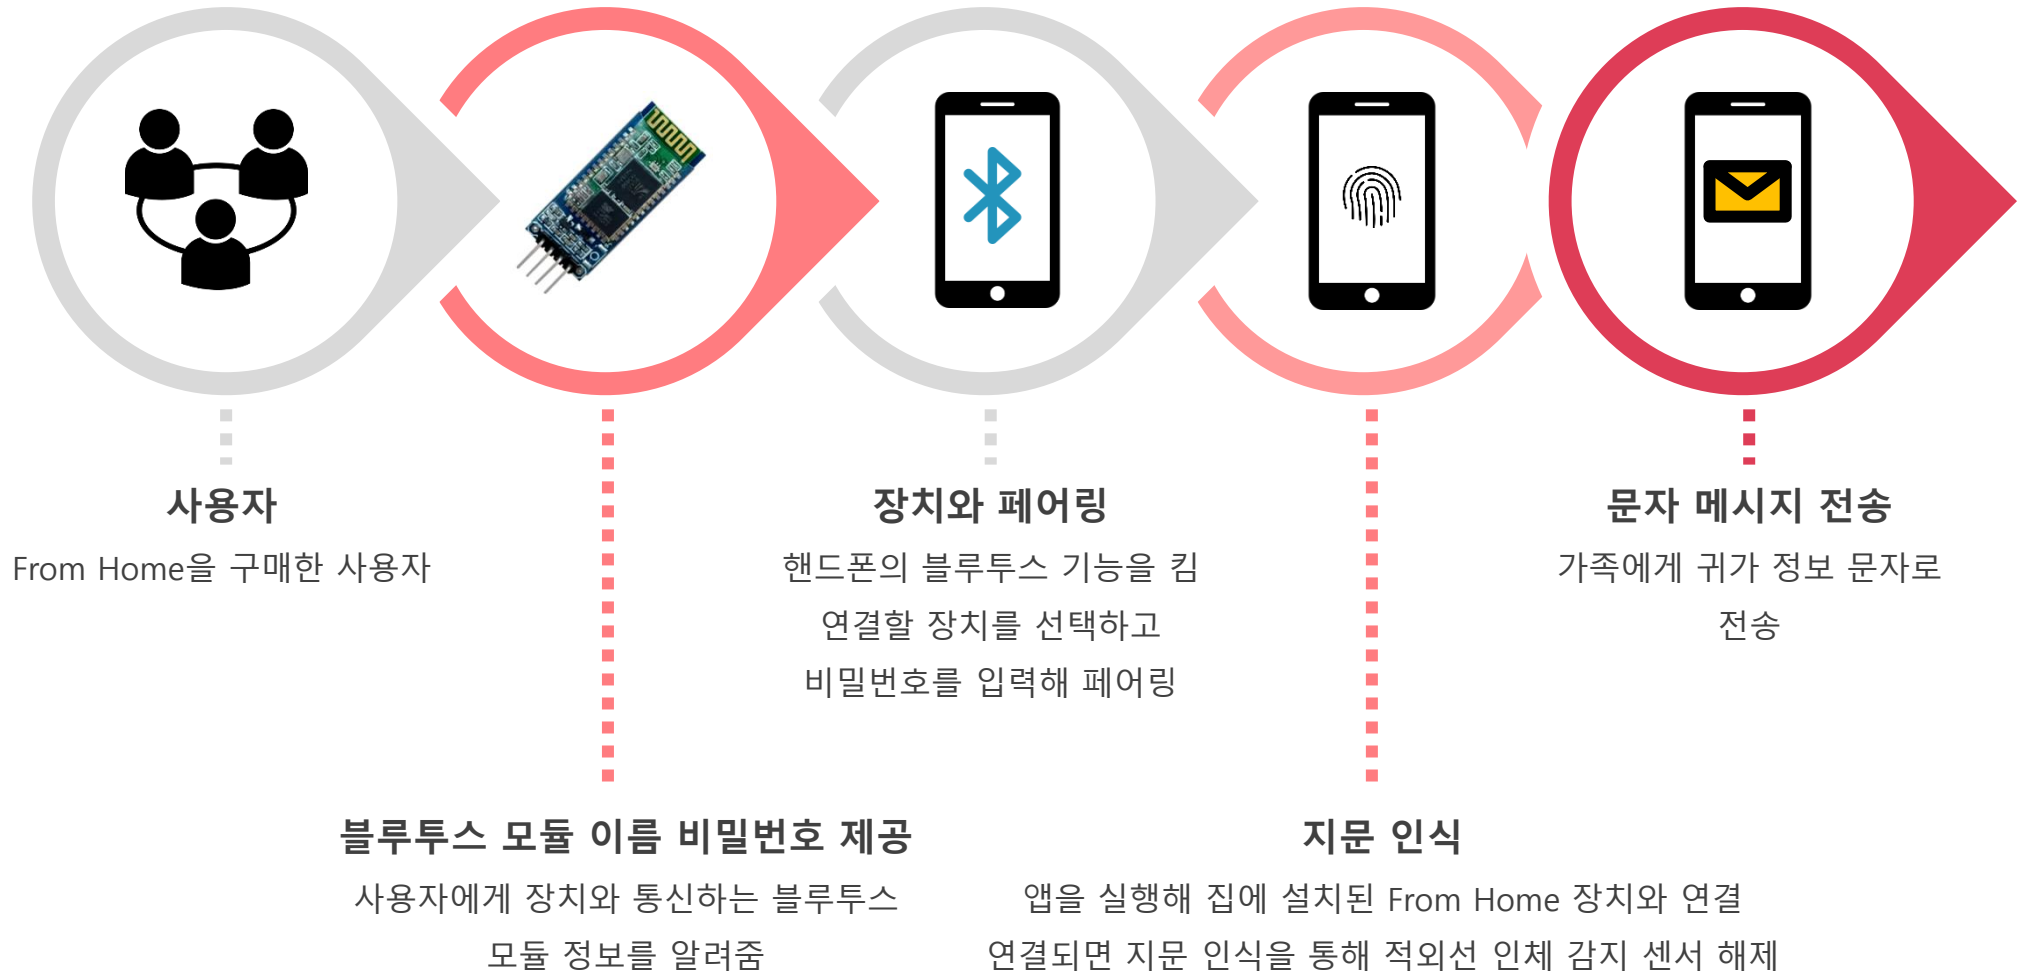 사용자
From Home을 구매한 사용자
블루투스 모듈 이름 비밀번호 제공
사용자에게 장치와 통신하는 블루투스
모듈 정보를 알려줌
장치와 페어링
핸드폰의 블루투스 기능을 킴
연결할 장치를 선택하고
비밀번호를 입력해 페어링
지문 인식
앱을 실행해 집에 설치된 From Home 장치와 연결
연결되면 지문 인식을 통해 적외선 인체 감지 센서 해제
문자 메시지 전송
가족에게 귀가 정보 문자로
전송